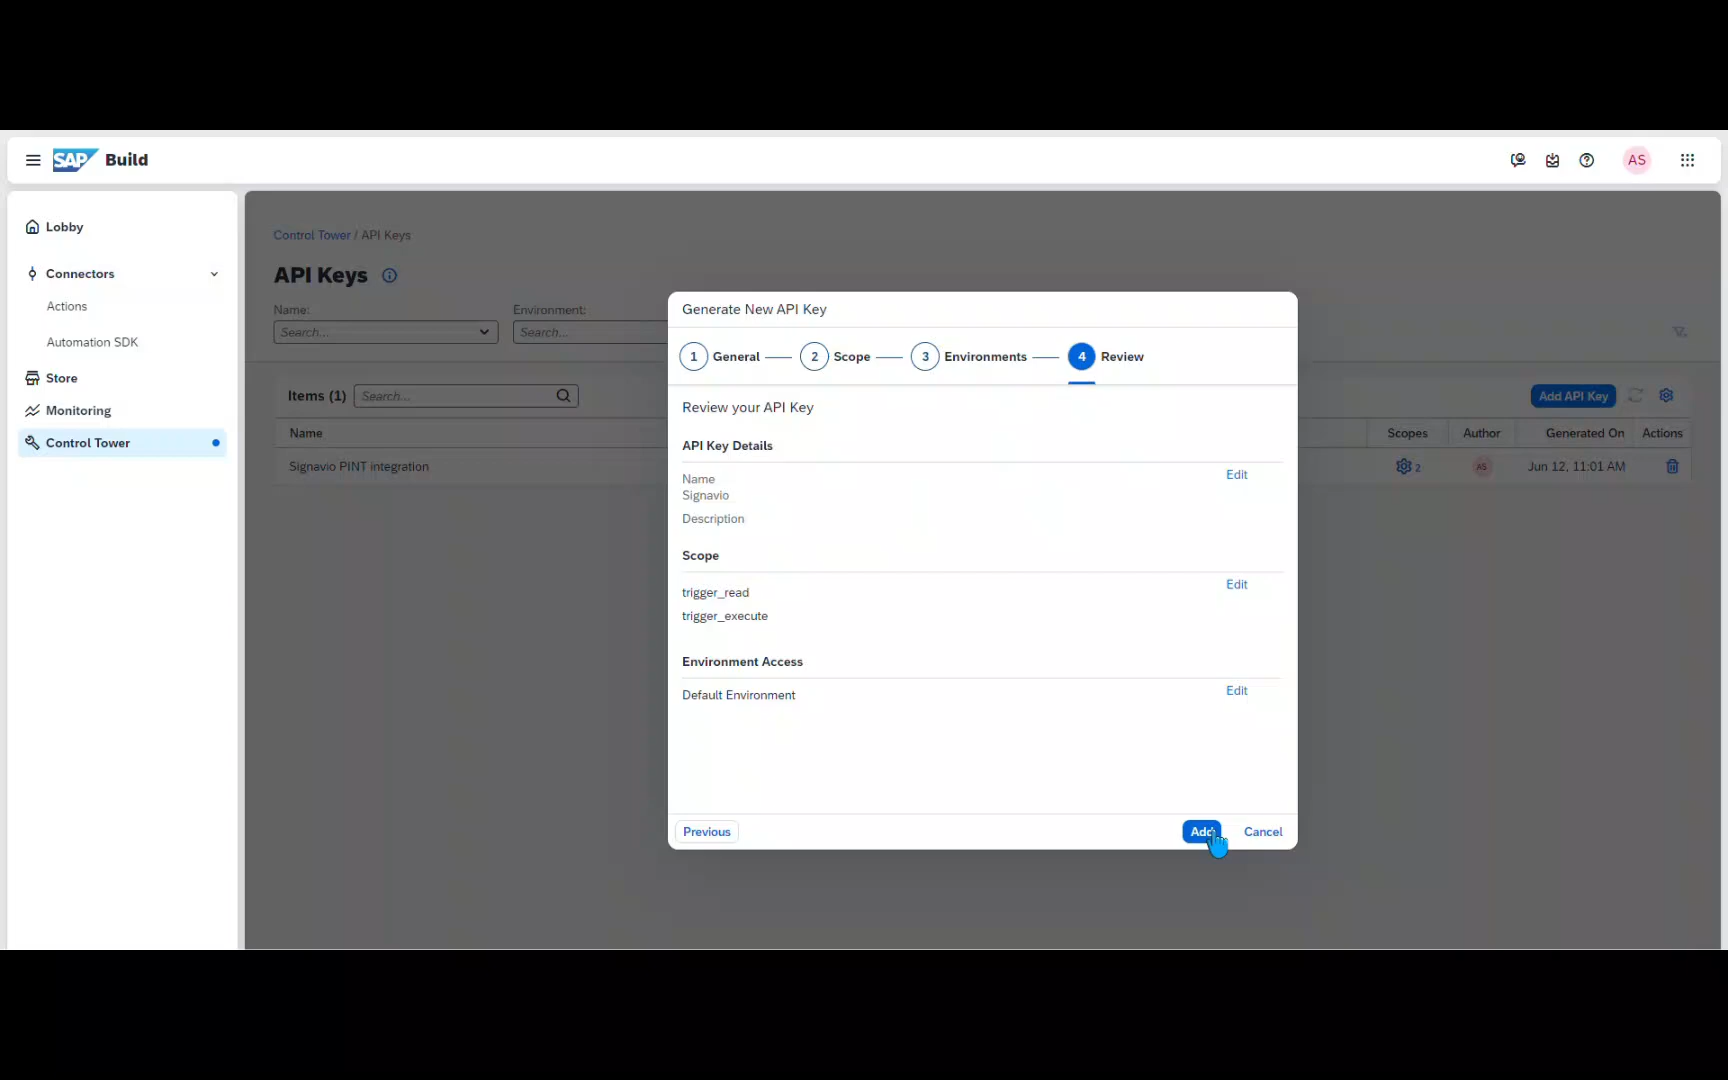 SAP Build
AS
Lobby
Connectors
Actions
Automation SDK
Store
Monitoring
Control Tower
Control Tower / API Keys
API Keys
Name:
Environment:
Search...
Search...
Items (1)
Search...
Add API Key
Name
Scopes
Author
Generated On
Actions
Signavio PINT integration
2
AS
Jun 12, 11:01 AM
Generate New API Key
1 General
2 Scope
3 Environments
4 Review
Review your API Key
API Key Details
Name
Edit
Signavio
Description
Scope
trigger_read
Edit
trigger_execute
Environment Access
Default Environment
Edit
Previous
Add
Cancel